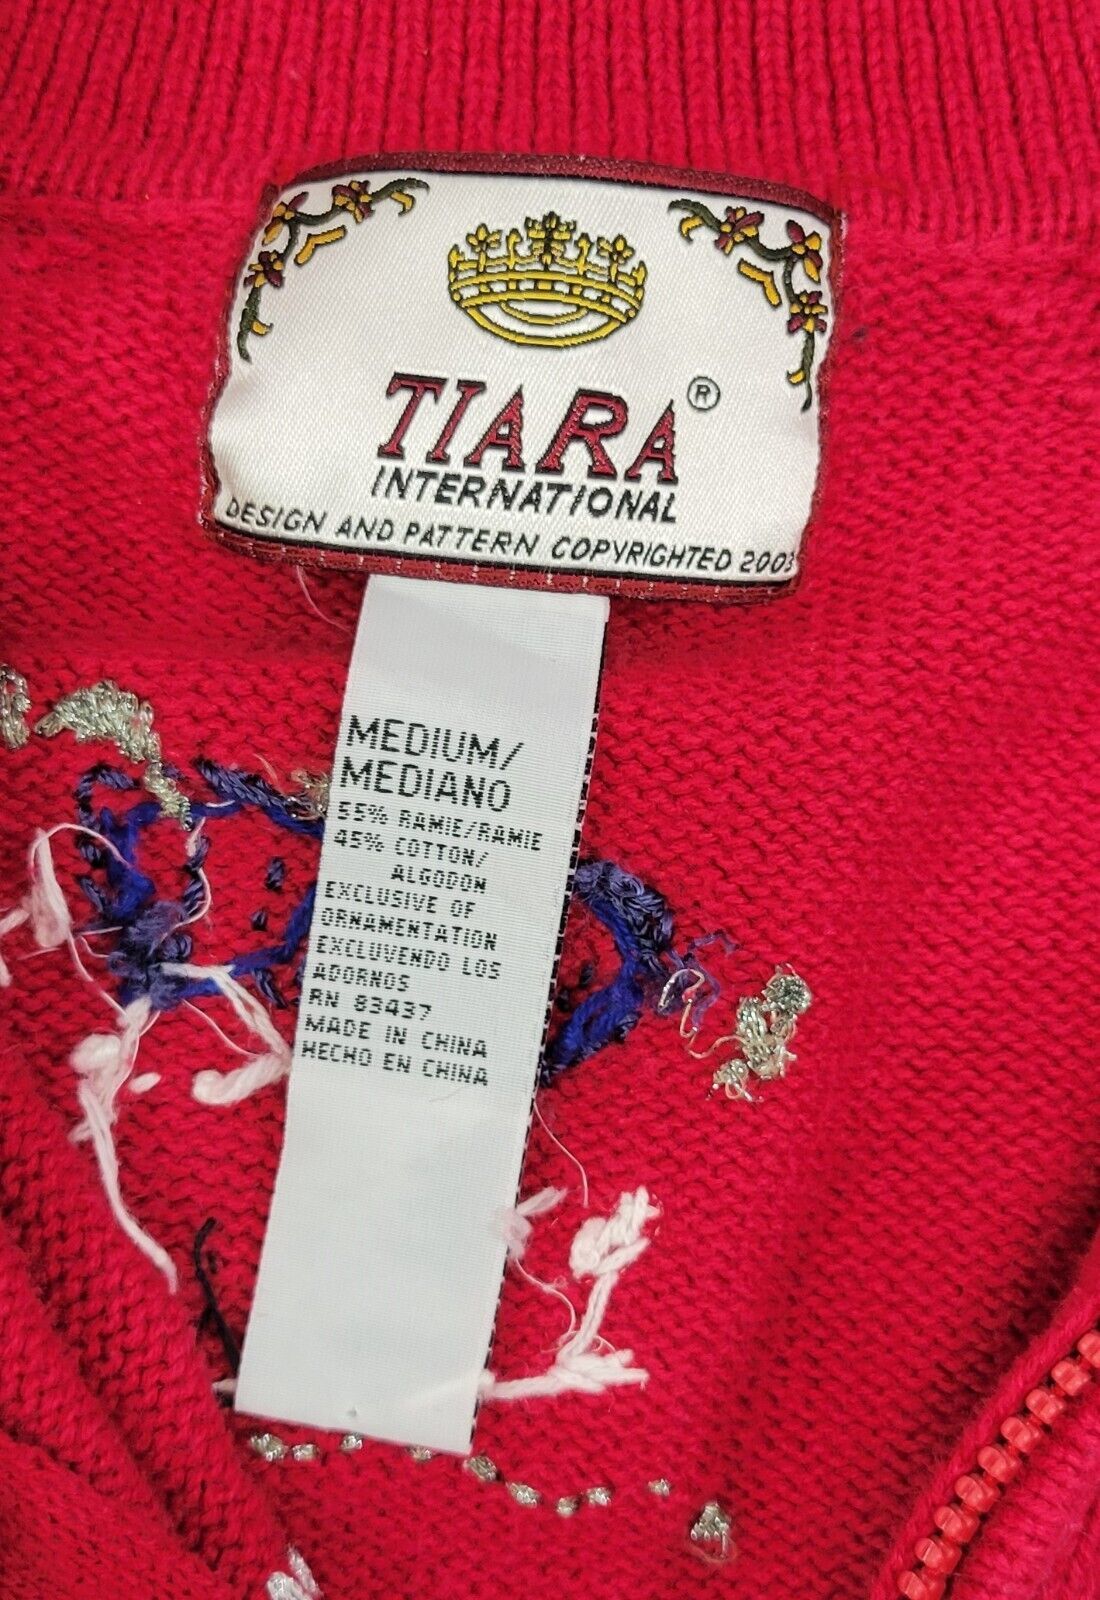 TIARA®
INTERNATIONAL
DESIGN AND PATTERN COPYRIGHTED 2003
MEDIUM/
MEDIANO
55% RAMIE/RAMIE
45% COTTON/
ALGODON
EXCLUSIVE OF
ORNAMENTATION
EXCLUVENDO LOS
ADORNOS
RN 83437
MADE IN CHINA
HECHO EN CHINA